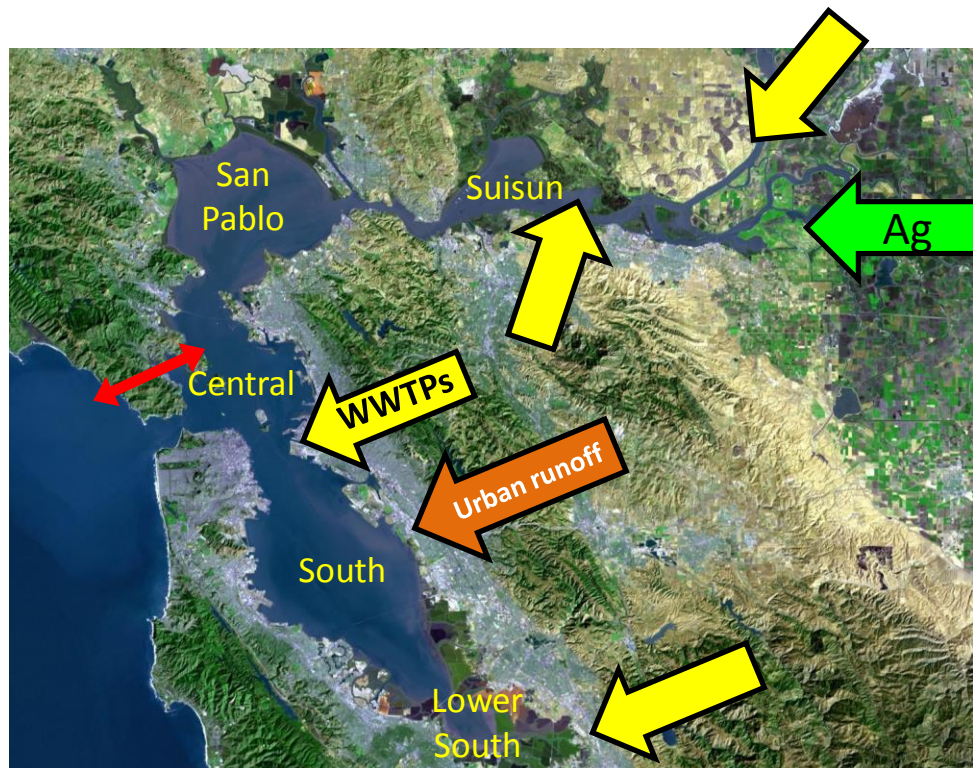 San
Pablo
Suisun
Ag
Central
WWTPs
Urban runoff
South
Lower
South